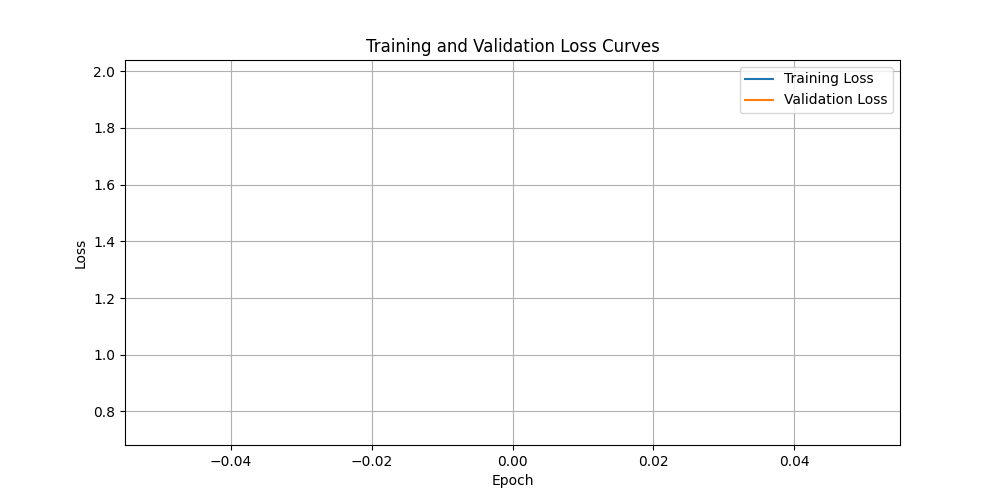 Training and Validation Loss Curves
Training Loss
Validation Loss
2.0
1.8
1.6
1.4
1.2
1.0
0.8
Loss
−0.04
−0.02
0.00
0.02
0.04
Epoch